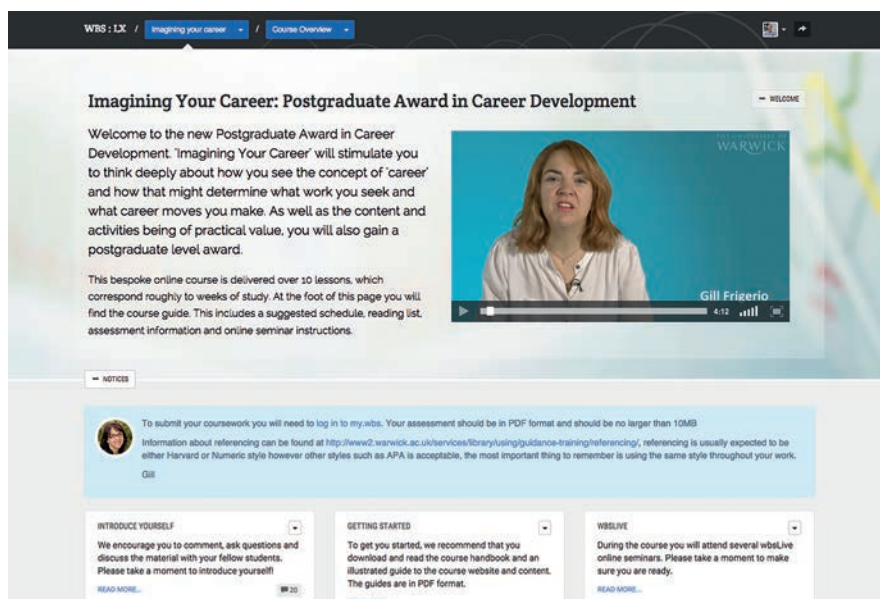 WBS : LX / Imagining your career / Course Overview
Imagining Your Career: Postgraduate Award in Career Development
WELCOME
Welcome to the new Postgraduate Award in Career
Development. 'Imagining Your Career' will stimulate you
to think deeply about how you see the concept of 'career'
and how that might determine what work you seek and
what career moves you make. As well as the content and
activities being of practical value, you will also gain a
postgraduate level award.
This bespoke online course is delivered over 10 lessons, which
correspond roughly to weeks of study. At the foot of this page you will
find the course guide. This includes a suggested schedule, reading list,
assessment information and online seminar instructions.
THE UNIVERSITY OF
WARWICK
Gill Frigerio
4:12
NOTICES
To submit your coursework you will need to log in to my.wbs. Your assessment should be in PDF format and should be no larger than 10MB
Information about referencing can be found at http://www2.warwick.ac.uk/services/library/using/guidance-training/referencing/, referencing is usually expected to be
either Harvard or Numeric style however other styles such as APA is acceptable, the most important thing to remember is using the same style throughout your work.
Gill
INTRODUCE YOURSELF
We encourage you to comment, ask questions and
discuss the material with your fellow students.
Please take a moment to introduce yourself!
READ MORE...
20
GETTING STARTED
To get you started, we recommend that you
download and read the course handbook and an
illustrated guide to the course website and content.
The guides are in PDF format.
WBSLIVE
During the course you will attend several wbsLive
online seminars. Please take a moment to make
sure you are ready.
READ MORE...